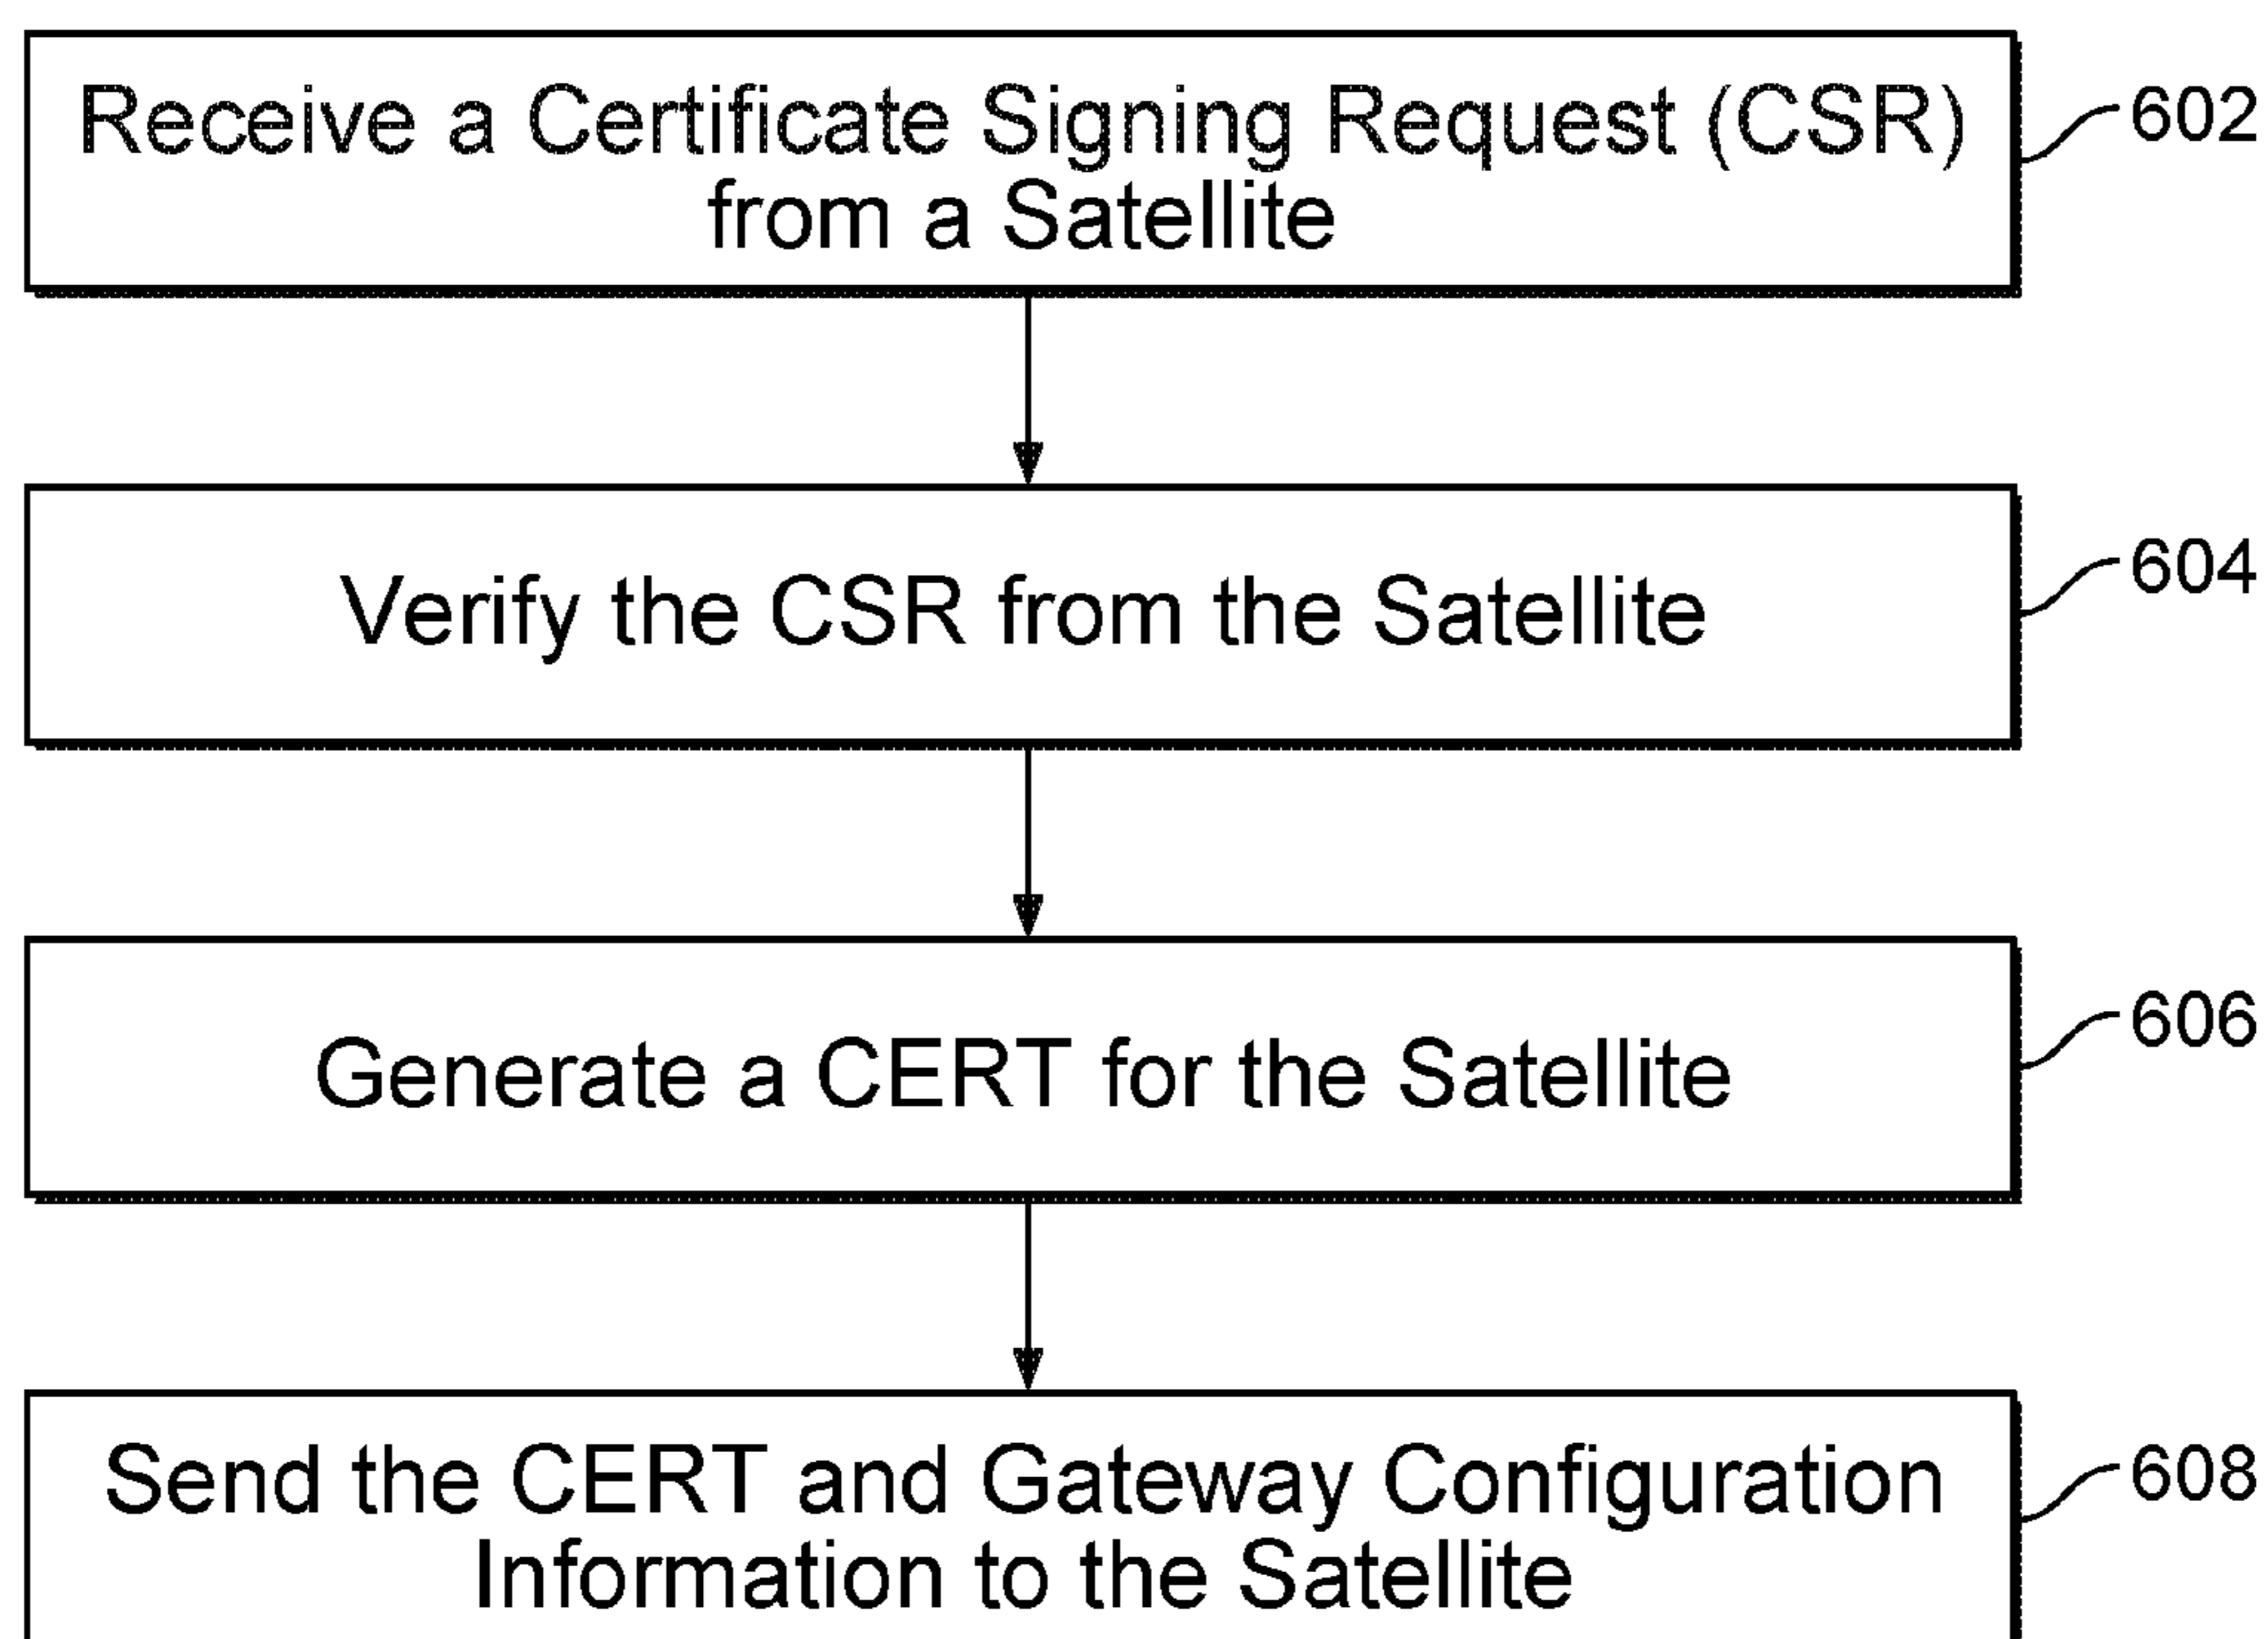 Receive a Certificate Signing Request (CSR)
from a Satellite
602
Verify the CSR from the Satellite
604
Generate a CERT for the Satellite
606
Send the CERT and Gateway Configuration
Information to the Satellite
608